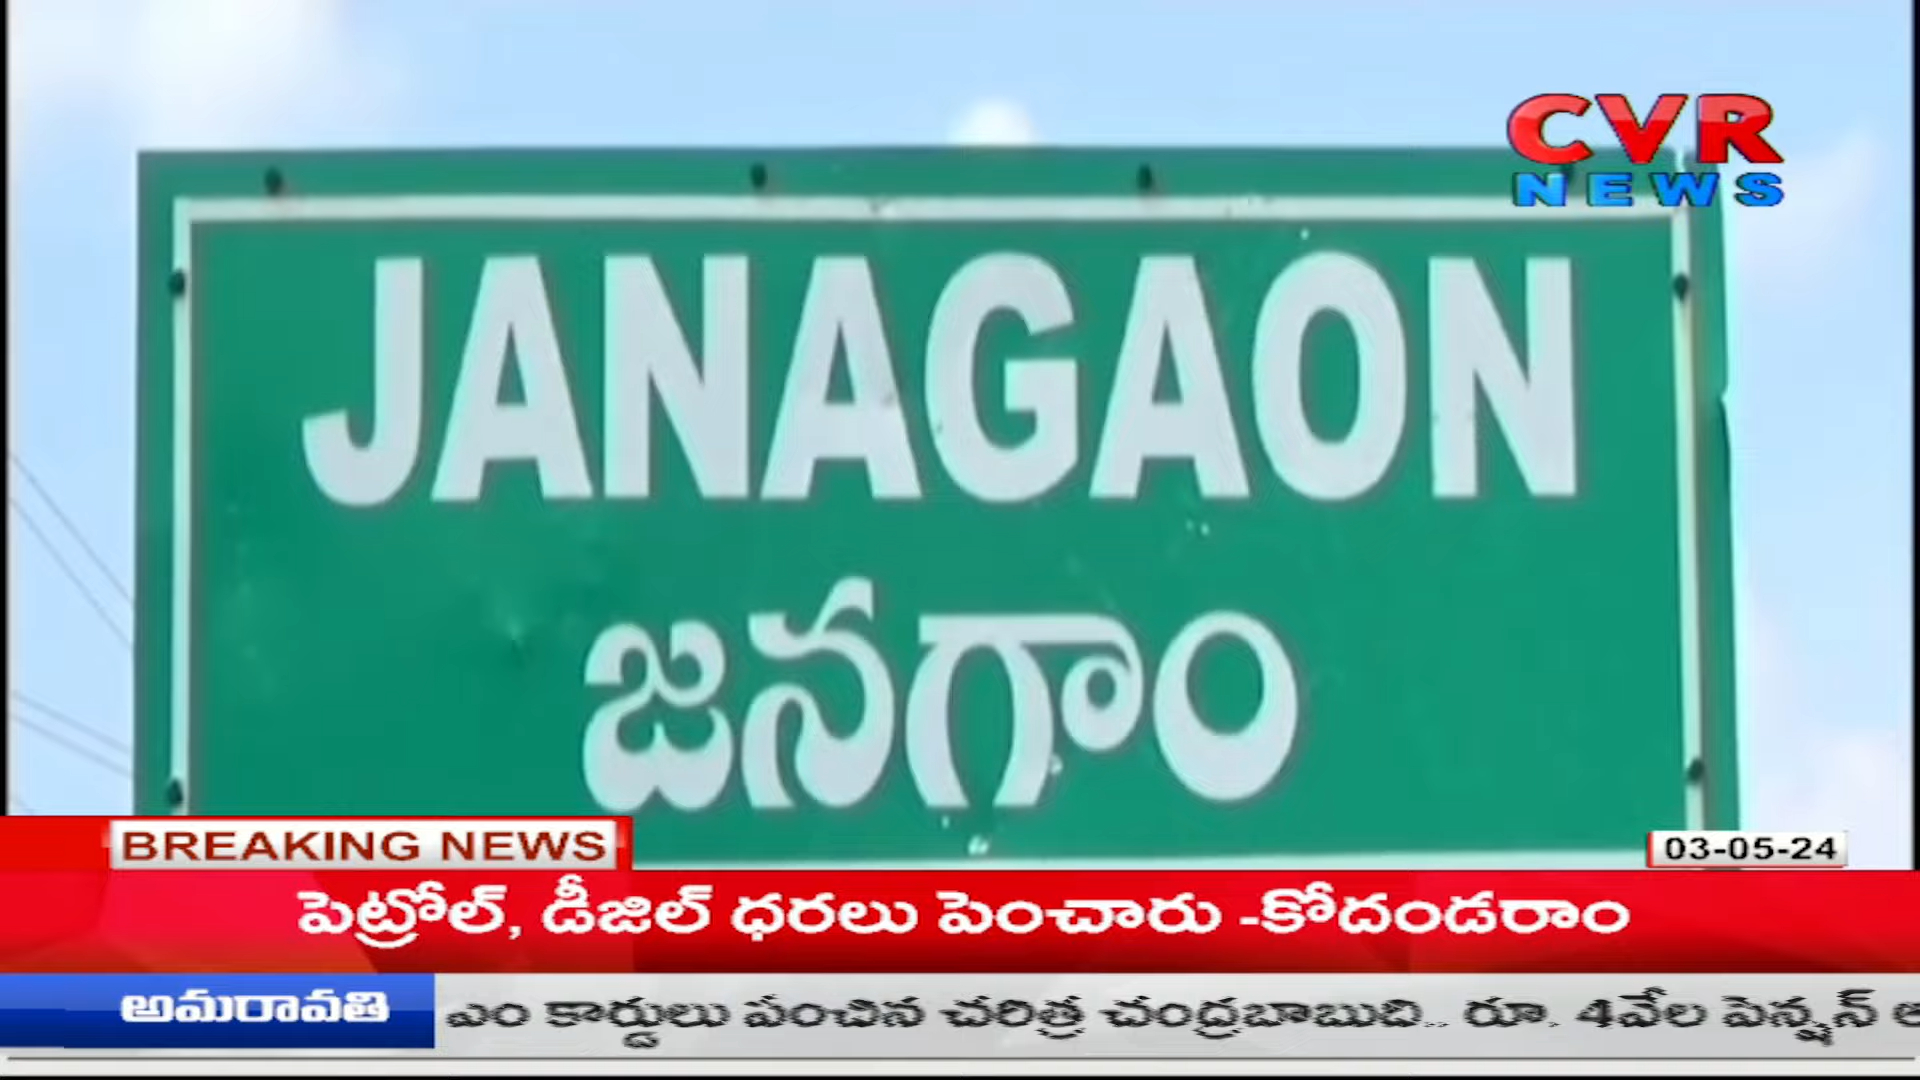 CVR
NEWS
JANAGAON
జనగాం
BREAKING NEWS
03-05-24
పెట్రోల్, డీజిల్ ధరలు పెంచారు -కోదండరాం
అమరావతి
ఎం కార్డులు పంచిన చరిత్ర చంద్రబాబుది.. రూ. 4వేల పెన్షన్